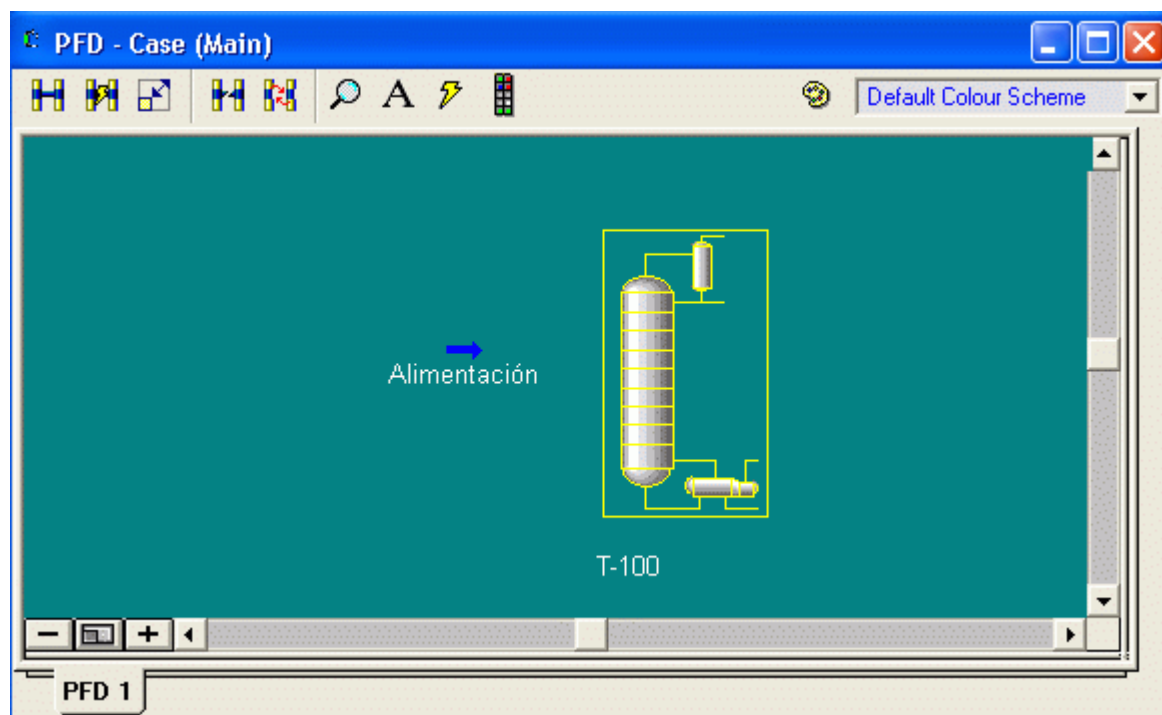 PFD - Case (Main)
A
Default Colour Scheme
Alimentación
T-100
PFD 1